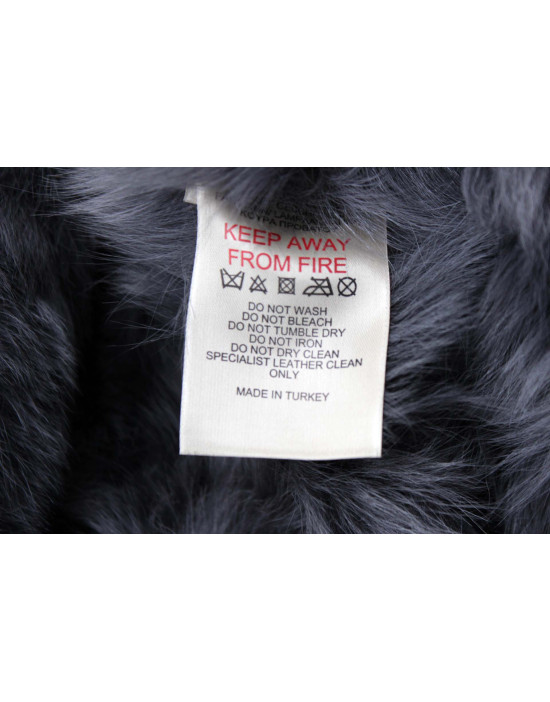 KEEP AWAY
FROM FIRE
DO NOT WASH
DO NOT BLEACH
DO NOT TUMBLE DRY
DO NOT IRON
DO NOT DRY CLEAN
SPECIALIST LEATHER CLEAN
ONLY
MADE IN TURKEY